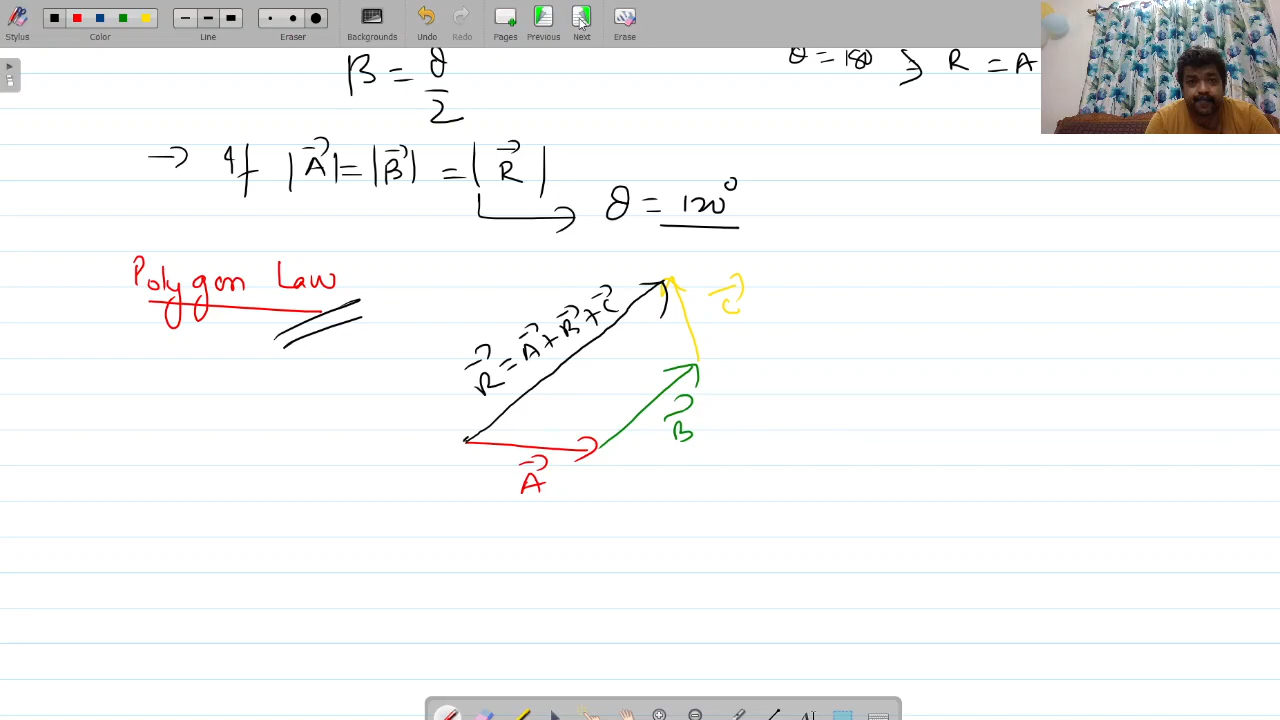 Stylus Color Line Eraser Backgrounds Undo Redo Pages Previous Next Erase
β = θ/2
θ = 180 ⇒ R = A
→ If |A⃗| = |B⃗| = |R⃗|
θ = 120°
Polygon Law
R⃗ = A⃗ + B⃗ + C⃗
C⃗
B⃗
A⃗